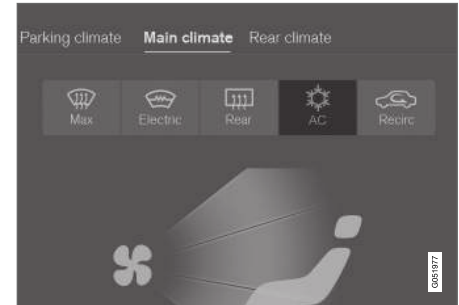 Parking climate Main climate Rear climate
Max Electric Rear AC Recirc
G051977